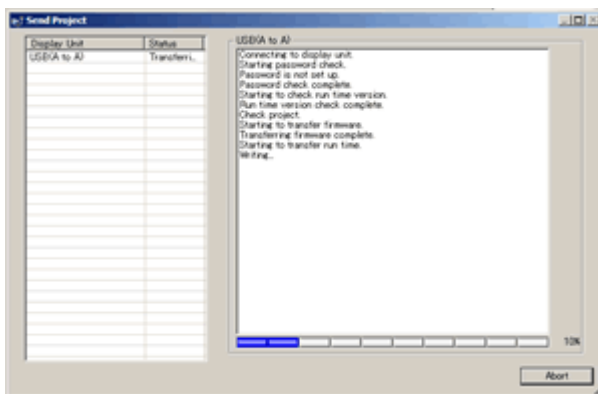 Send Project
Display Unit Status
USB(A to A) Transferri..
USB(A to A)
Connecting to display unit.
Starting password check.
Password is not set up.
Password check complete.
Starting to check run time version.
Run time version check complete.
Check project.
Starting to transfer firmware.
Transferring firmware complete.
Starting to transfer run time.
Writing..
10%
Abort